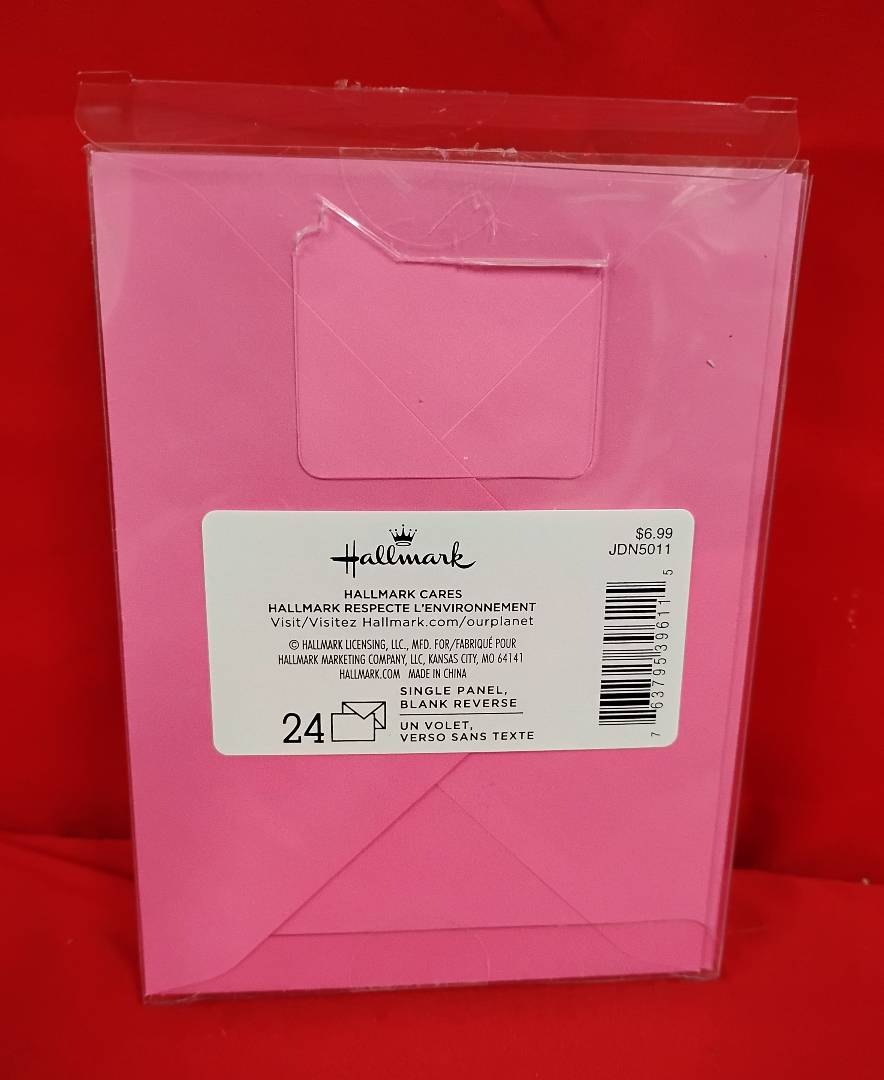 Hallmark
$6.99
JDN5011
HALLMARK CARES
HALLMARK RESPECTE L'ENVIRONNEMENT
Visit/Visitez Hallmark.com/ourplanet
© HALLMARK LICENSING, LLC., MFD. FOR/FABRIQUÉ POUR
HALLMARK MARKETING COMPANY, LLC, KANSAS CITY, MO 64141
HALLMARK.COM MADE IN CHINA
24
SINGLE PANEL,
BLANK REVERSE
UN VOLET,
VERSO SANS TEXTE
7 63795 39611 5